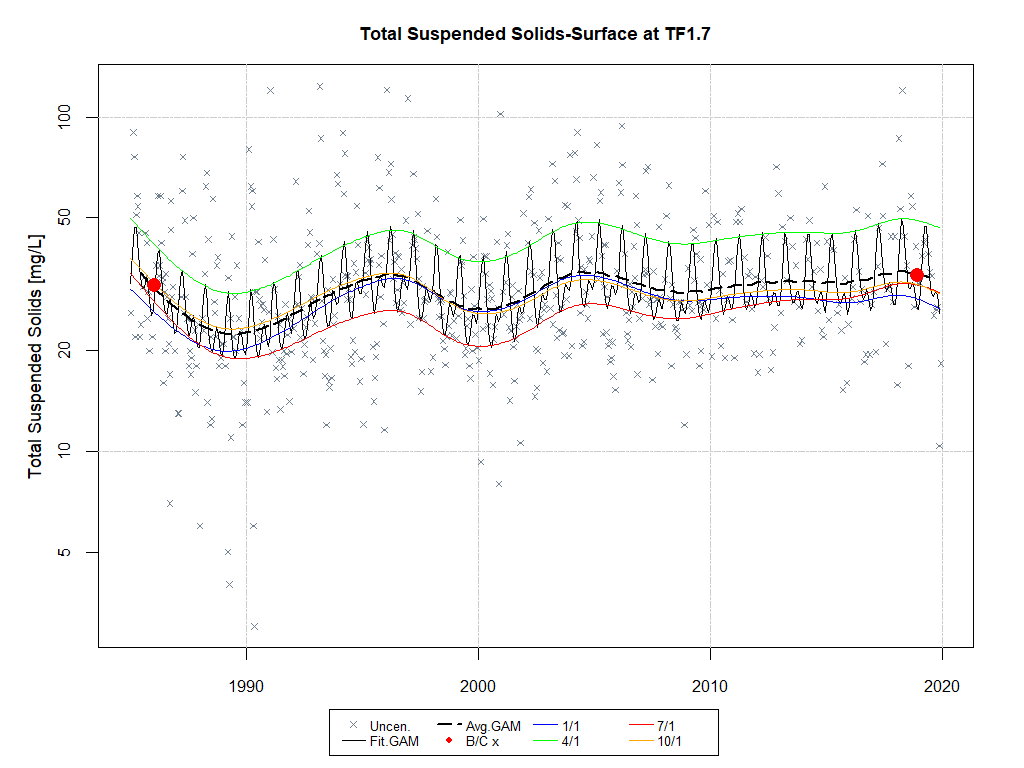 Total Suspended Solids-Surface at TF1.7
Total Suspended Solids [mg/L]
100
50
20
10
5
1990 2000 2010 2020
Uncen. Avg.GAM 1/1 7/1
Fit.GAM B/C x 4/1 10/1